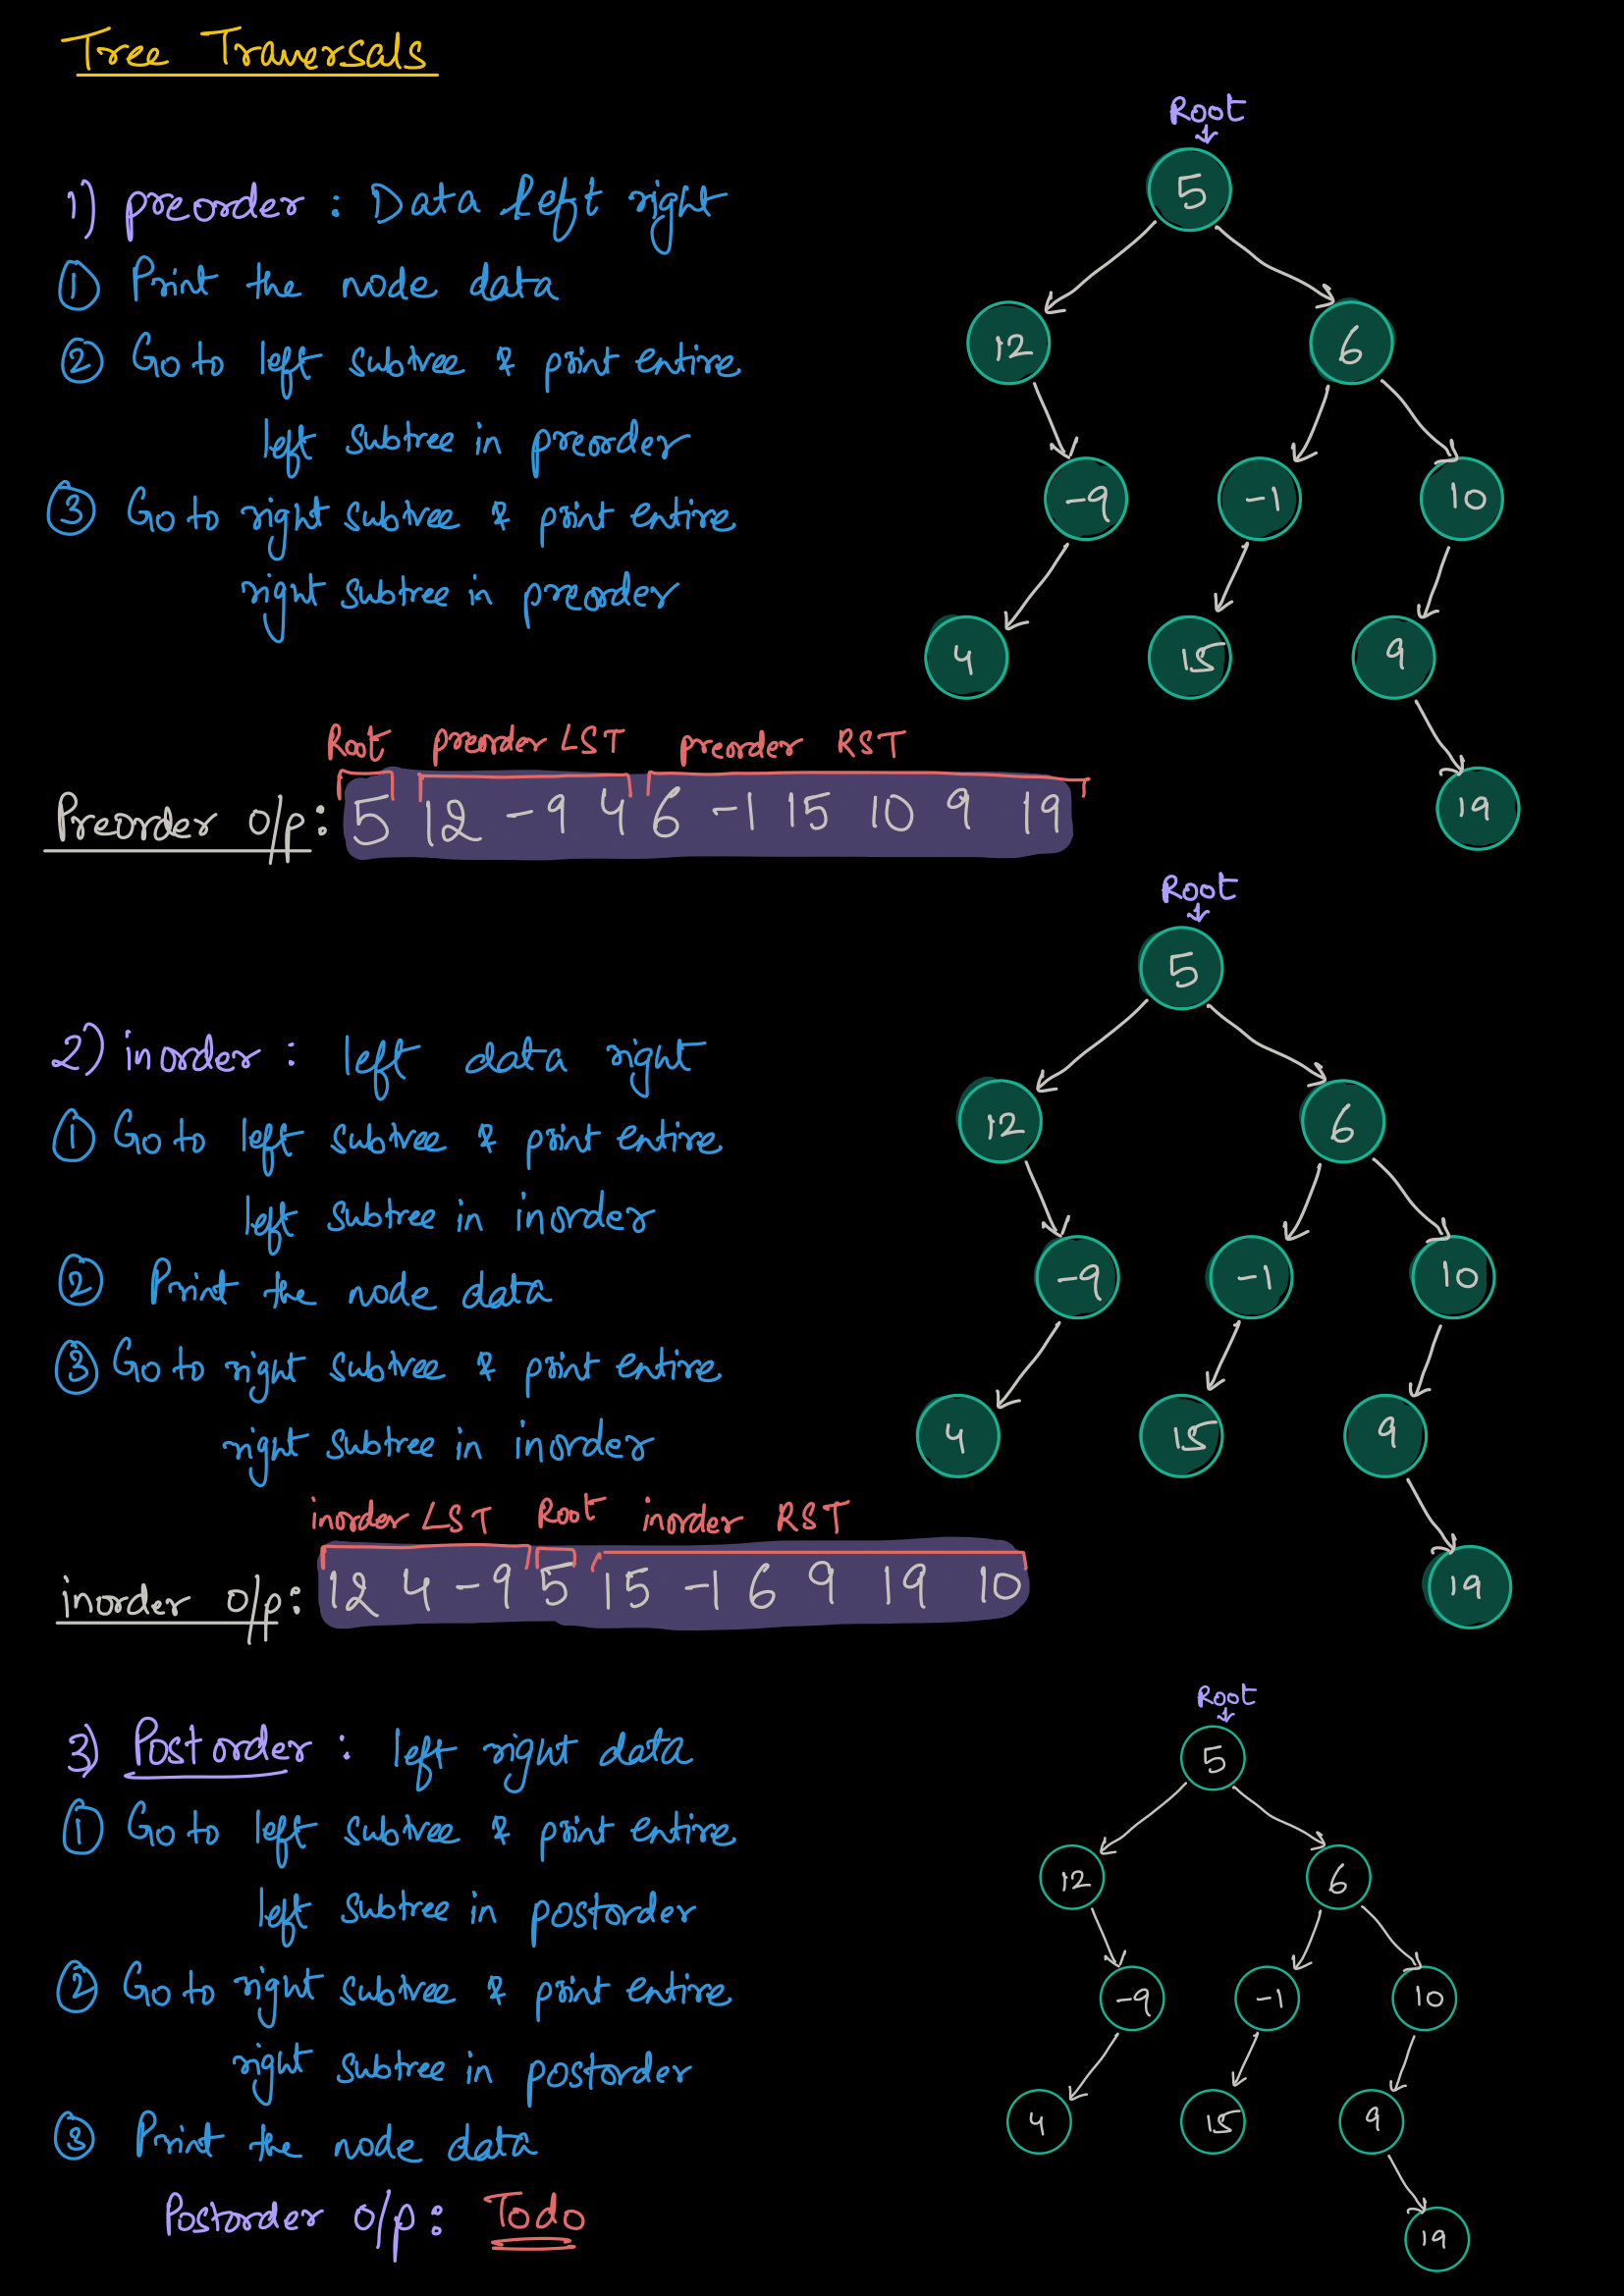 Tree Traversals
Root
5
12 6
-9 -1 10
4 15 9
19
1) preorder : Data left right
① Print the node data
② Go to left subtree & print entire
left subtree in preorder
③ Go to right subtree & print entire
right subtree in preorder
Root preorder LST preorder RST
Preorder o/p: 5 12 -9 4 6 -1 15 10 9 19
Root
5
12 6
-9 -1 10
4 15 9
19
2) inorder : left data right
① Go to left subtree & print entire
left subtree in inorder
② Print the node data
③ Go to right subtree & print entire
right subtree in inorder
inorder LST Root inorder RST
inorder o/p: 12 4 -9 5 15 -1 6 9 19 10
Root
5
12 6
-9 -1 10
4 15 9
19
3) Postorder : left right data
① Go to left subtree & print entire
left subtree in postorder
② Go to right subtree & print entire
right subtree in postorder
③ Print the node data
Postorder o/p: Todo